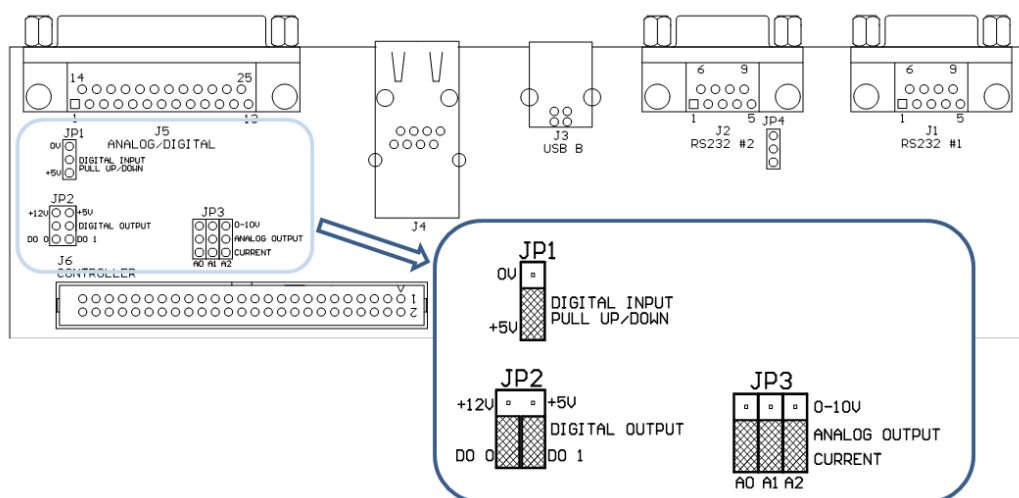 14 25
1 13
J5
ANALOG/DIGITAL
JP1
0V
DIGITAL INPUT
PULL UP/DOWN
+5V
JP2
+12V +5V
DIGITAL OUTPUT
DO 0 DO 1
JP3
0-10V
ANALOG OUTPUT
CURRENT
A0 A1 A2
J6
CONTROLLER
1
2
J4
J3
USB B
6 9
1 5
J2
RS232 #2
JP4
6 9
1 5
J1
RS232 #1
JP1
0V
DIGITAL INPUT
PULL UP/DOWN
+5V
JP2
+12V +5V
DIGITAL OUTPUT
DO 0 DO 1
JP3
0-10V
ANALOG OUTPUT
CURRENT
A0 A1 A2